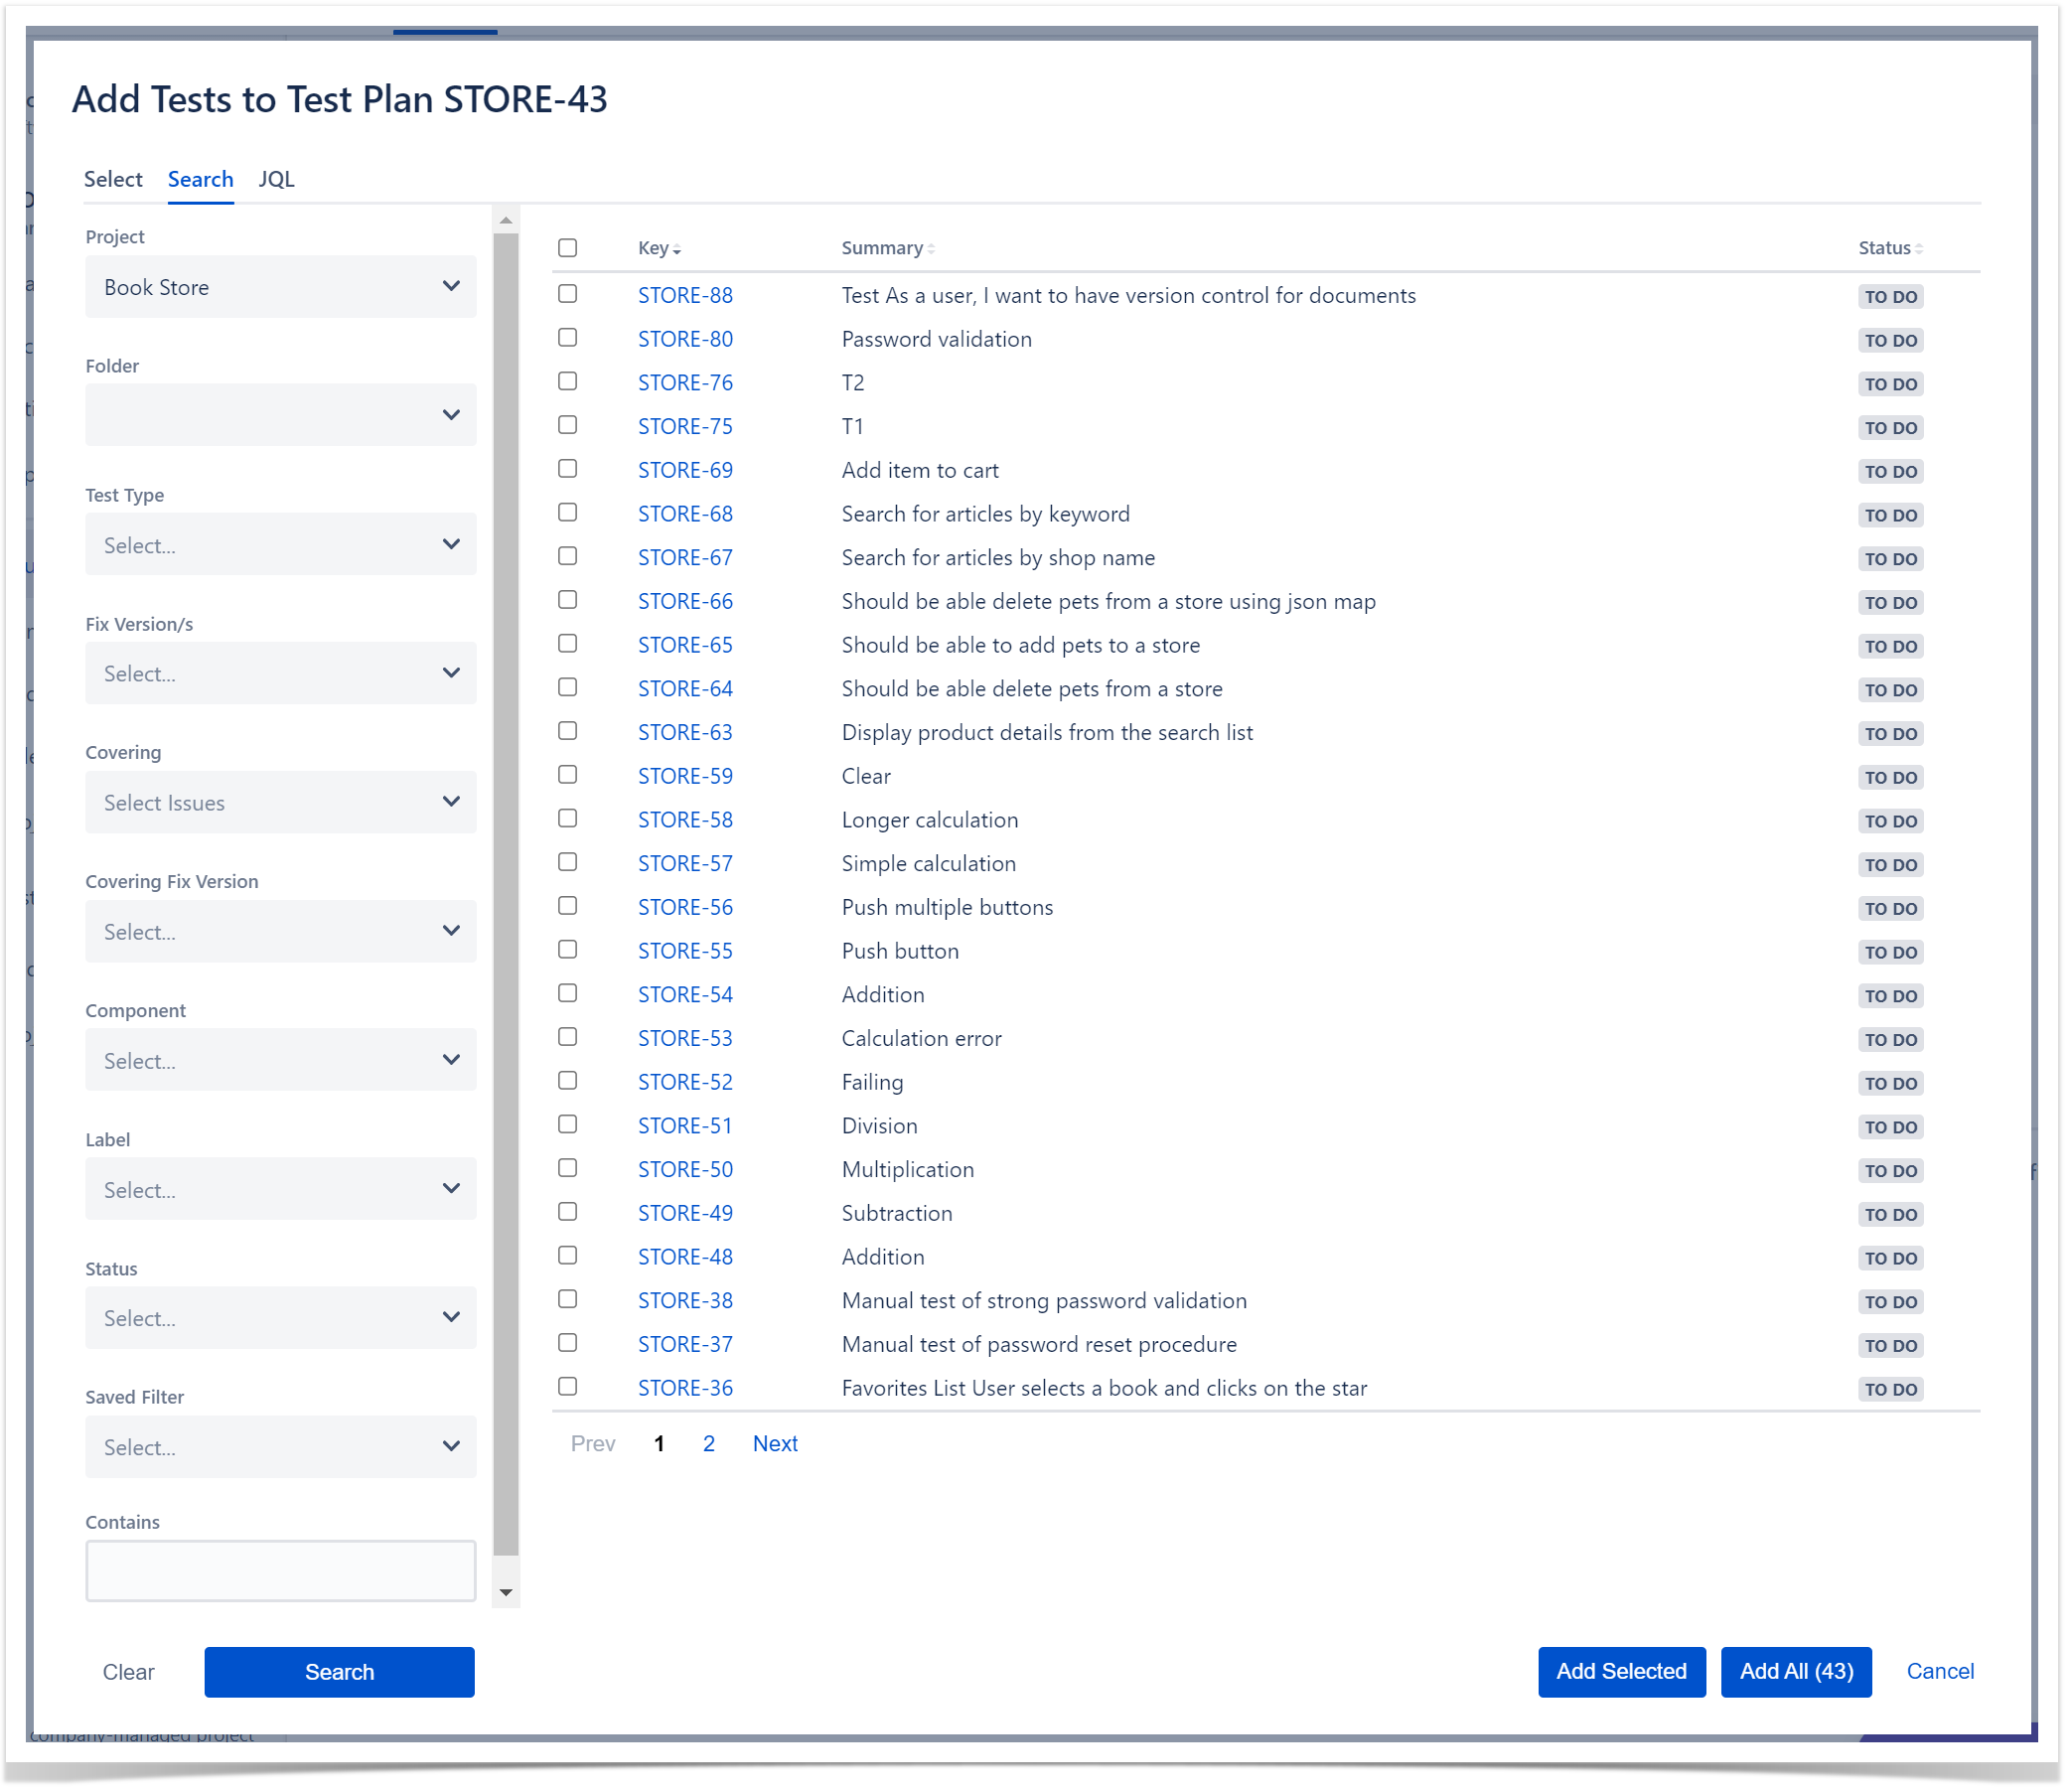 Add Tests to Test Plan STORE-43
Select Search JQL
Project
Book Store
Folder
Test Type
Select...
Fix Version/s
Select...
Covering
Select Issues
Covering Fix Version
Select...
Component
Select...
Label
Select...
Status
Select...
Saved Filter
Select...
Contains
Clear Search
Key Summary Status
STORE-88 Test As a user, I want to have version control for documents TO DO
STORE-80 Password validation TO DO
STORE-76 T2 TO DO
STORE-75 T1 TO DO
STORE-69 Add item to cart TO DO
STORE-68 Search for articles by keyword TO DO
STORE-67 Search for articles by shop name TO DO
STORE-66 Should be able delete pets from a store using json map TO DO
STORE-65 Should be able to add pets to a store TO DO
STORE-64 Should be able delete pets from a store TO DO
STORE-63 Display product details from the search list TO DO
STORE-59 Clear TO DO
STORE-58 Longer calculation TO DO
STORE-57 Simple calculation TO DO
STORE-56 Push multiple buttons TO DO
STORE-55 Push button TO DO
STORE-54 Addition TO DO
STORE-53 Calculation error TO DO
STORE-52 Failing TO DO
STORE-51 Division TO DO
STORE-50 Multiplication TO DO
STORE-49 Subtraction TO DO
STORE-48 Addition TO DO
STORE-38 Manual test of strong password validation TO DO
STORE-37 Manual test of password reset procedure TO DO
STORE-36 Favorites List User selects a book and clicks on the star TO DO
Prev 1 2 Next
Add Selected Add All (43) Cancel
company-managed project